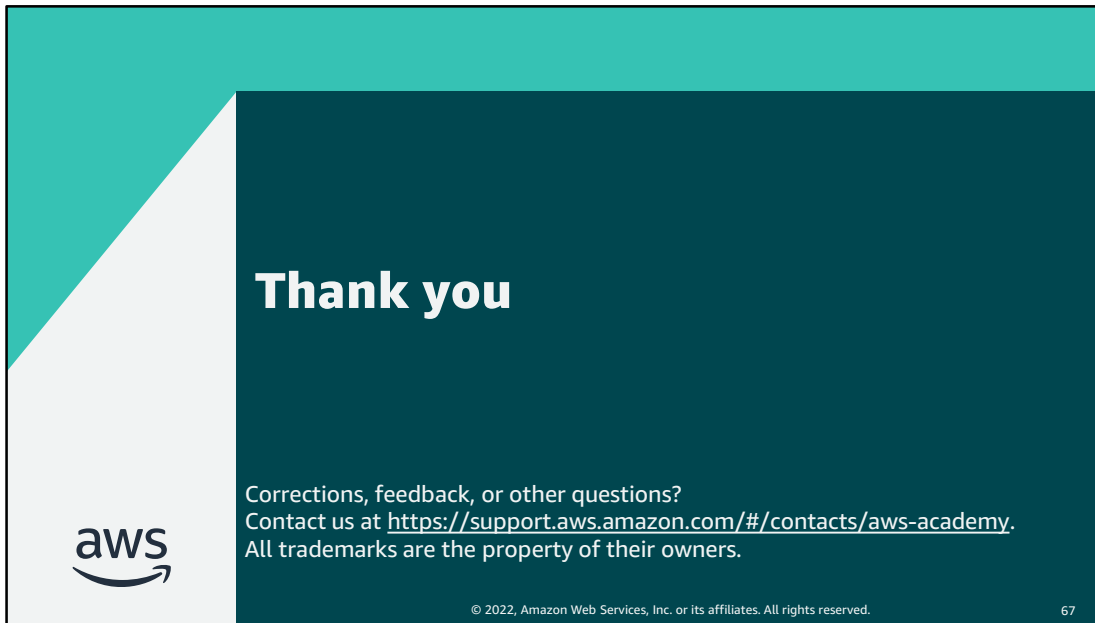 Thank you
Corrections, feedback, or other questions?
Contact us at https://support.aws.amazon.com/#/contacts/aws-academy.
All trademarks are the property of their owners.
aws
© 2022, Amazon Web Services, Inc. or its affiliates. All rights reserved.
67